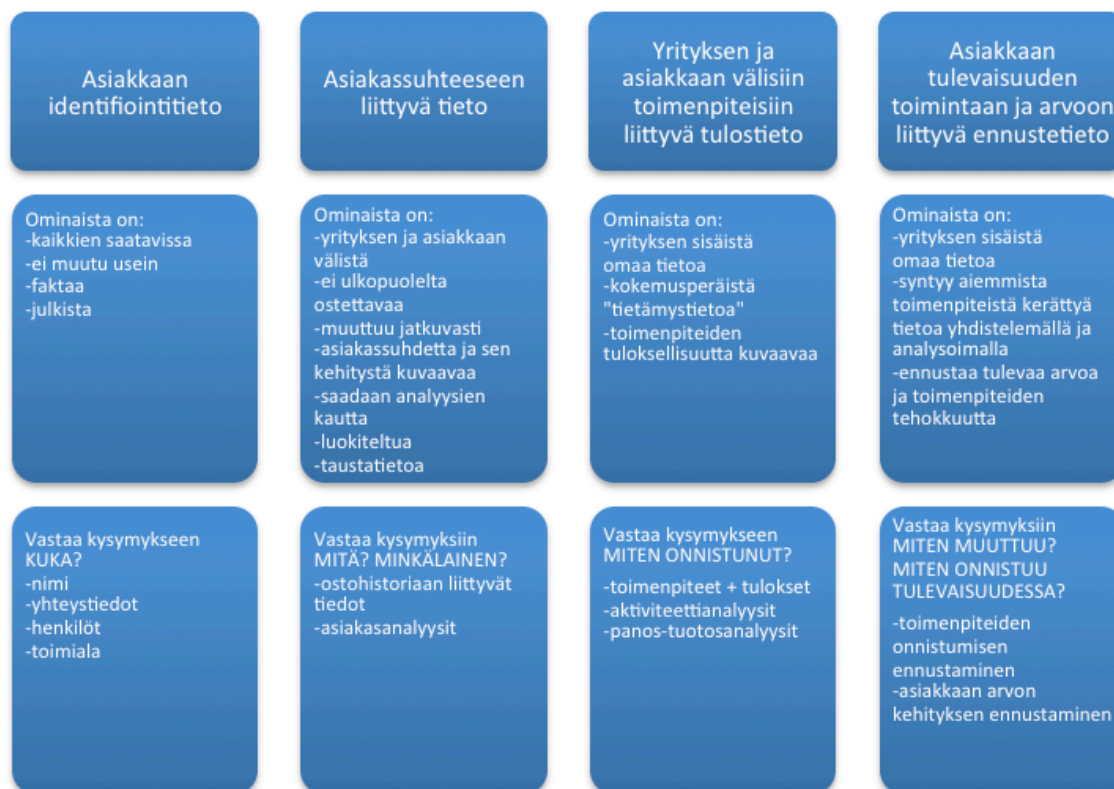 Asiakkaan
identifiointitieto
Asiakassuhteeseen
liittyvä tieto
Yrityksen ja
asiakkaan välisiin
toimenpiteisiin
liittyvä tulostieto
Asiakkaan
tulevaisuuden
toimintaan ja arvoon
liittyvä ennustetieto
Ominaista on:
-kaikkien saatavissa
-ei muutu usein
-faktaa
-julkista
Ominaista on:
-yrityksen ja asiakkaan
välistä
-ei ulkopuolelta
ostettavaa
-muuttuu jatkuvasti
-asiakassuhdetta ja sen
kehitystä kuvaavaa
-saadaan analyysien
kautta
-luokiteltua
-taustatietoa
Ominaista on:
-yrityksen sisäistä
omaa tietoa
-kokemusperäistä
"tietämystietoa"
-toimenpiteiden
tuloksellisuutta kuvaavaa
Ominaista on:
-yrityksen sisäistä
omaa tietoa
-syntyy aiemmista
toimenpiteistä kerättyä
tietoa yhdistelemällä ja
analysoimalla
-ennustaa tulevaa arvoa
ja toimenpiteiden
tehokkuutta
Vastaa kysymykseen
KUKA?
-nimi
-yhteystiedot
-henkilöt
-toimiala
Vastaa kysymyksiin
MITÄ? MINKÄLAINEN?
-ostohistoriaan liittyvät
tiedot
-asiakasanalyysit
Vastaa kysymykseen
MITEN ONNISTUNUT?
-toimenpiteet + tulokset
-aktiviteettianalyysit
-panos-tuotosanalyysit
Vastaa kysymyksiin
MITEN MUUTTUU?
MITEN ONNISTUU
TULEVAISUUDESSA?
-toimenpiteiden
onnistumisen
ennustaminen
-asiakkaan arvon
kehityksen ennustaminen